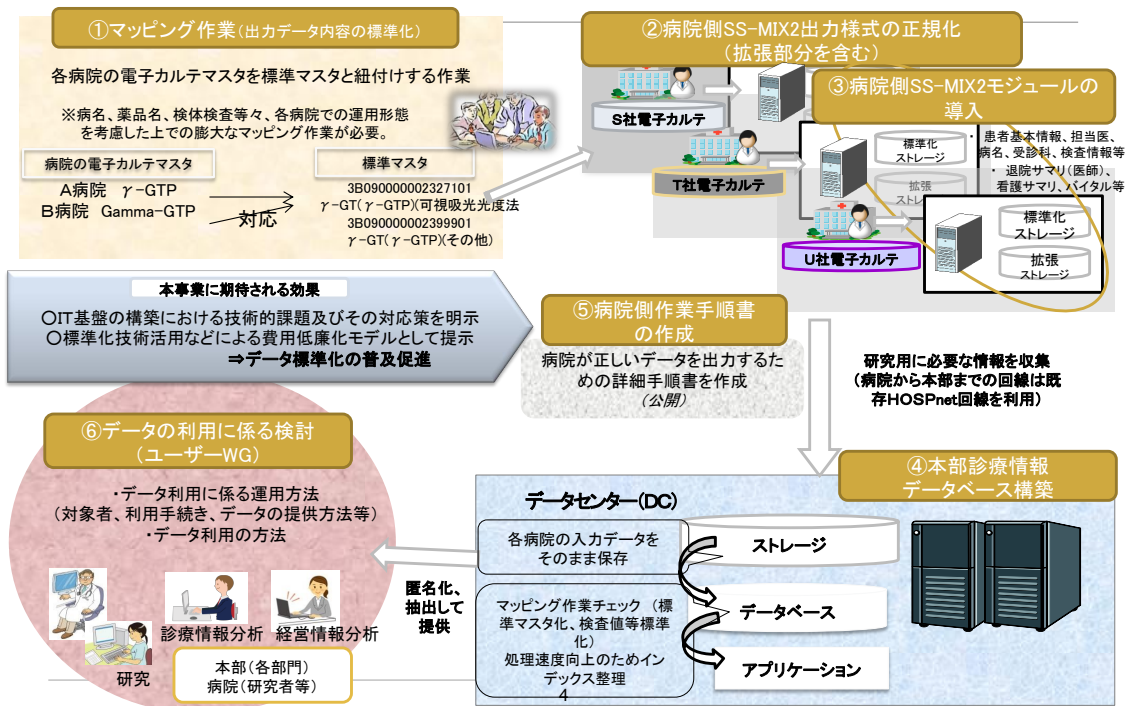 ①マッピング作業(出力データ内容の標準化)
各病院の電子カルテマスタを標準マスタと紐付けする作業
※病名、薬品名、検体検査等々、各病院での運用形態
を考慮した上での膨大なマッピング作業が必要。
病院の電子カルテマスタ
標準マスタ
A病院 γ-GTP
B病院 Gamma-GTP
対応
3B090000002327101
γ-GT(γ-GTP)(可視吸光光度法)
3B090000002399901
γ-GT(γ-GTP)(その他)
②病院側SS-MIX2出力様式の正規化
(拡張部分を含む)
S社電子カルテ
③病院側SS-MIX2モジュールの
導入
T社電子カルテ
標準化
ストレージ
拡張
ストレージ
・ 患者基本情報、担当医、
病名、受診科、検査情報等
・ 退院サマリ(医師)、
看護サマリ、バイタル等
U社電子カルテ
標準化
ストレージ
拡張
ストレージ
本事業に期待される効果
〇IT基盤の構築における技術的課題及びその対応策を明示
〇標準化技術活用などによる費用低廉化モデルとして提示
⇒データ標準化の普及促進
⑤病院側作業手順書
の作成
病院が正しいデータを出力するた
めの詳細手順書を作成
(公開)
研究用に必要な情報を収集
(病院から本部までの回線は既
存HOSPnet回線を利用)
⑥データの利用に係る検討
(ユーザーWG)
・データ利用に係る運用方法
(対象者、利用手続き、データの提供方法等)
・データ利用の方法
研究
診療情報分析
経営情報分析
本部(各部門)
病院(研究者等)
匿名化、
抽出して
提供
④本部診療情報
データベース構築
データセンター(DC)
各病院の入力データを
そのまま保存
ストレージ
マッピング作業チェック (標
準マスタ化、検査値等標準
化)
処理速度向上のためイン
デックス整理
データベース
アプリケーション
4